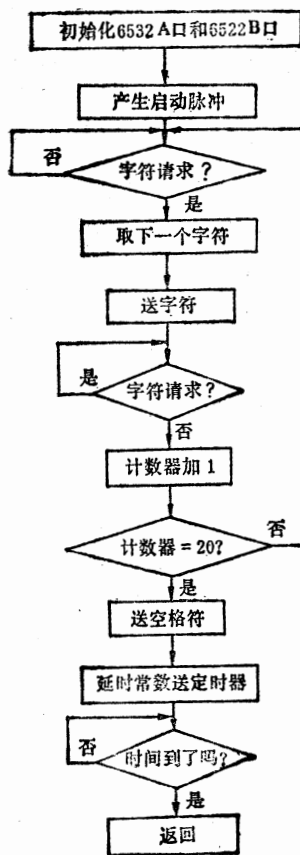 初始化6532A口和6522B口
产生启动脉冲
否
字符请求？
是
取下一个字符
送字符
是
字符请求？
否
计数器加1
否
计数器=20？
是
送空格符
延时常数送定时器
否
时间到了吗？
是
返回